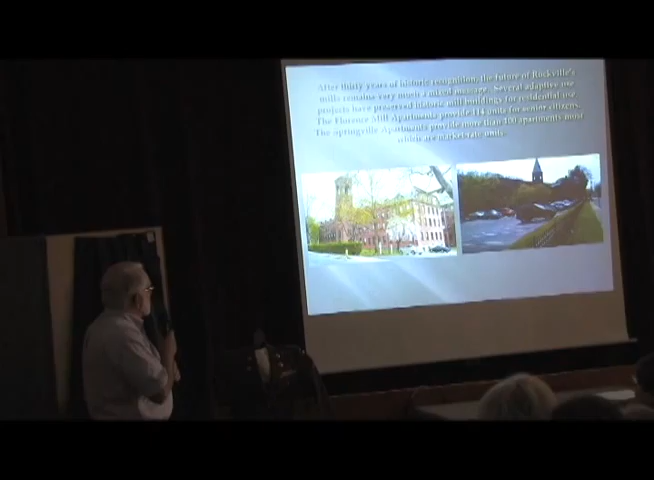 After thirty years of historic recognition, the future of Rockville's
mills remains very much a mixed message. Several adaptive use
projects have preserved historic mill buildings for residential use.
The Florence Mill Apartments provide 114 units for senior citizens.
The Springville Apartments provide more than 100 apartments most
which are market rate units.